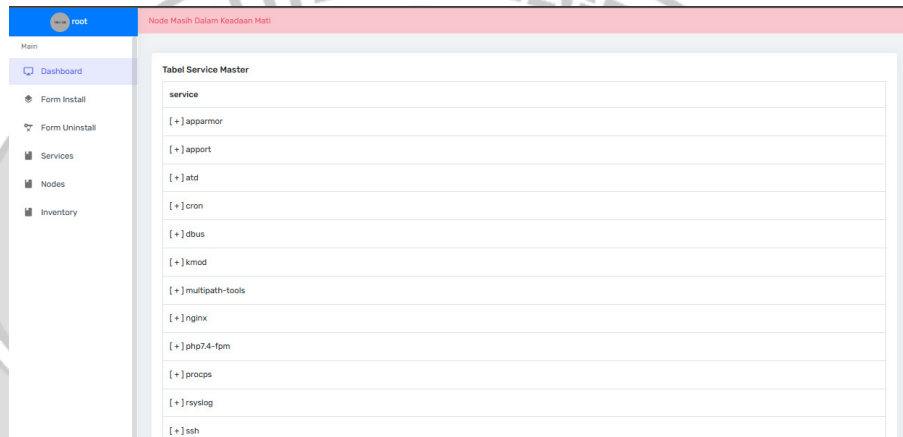 root
Node Masih Dalam Keadaan Mati
Main
Dashboard
Form Install
Form Uninstall
Services
Nodes
Inventory
Tabel Service Master
service
[ + ] apparmor
[ + ] apport
[ + ] atd
[ + ] cron
[ + ] dbus
[ + ] kmod
[ + ] multipath-tools
[ + ] nginx
[ + ] php7.4-fpm
[ + ] procps
[ + ] rsyslog
[ + ] ssh